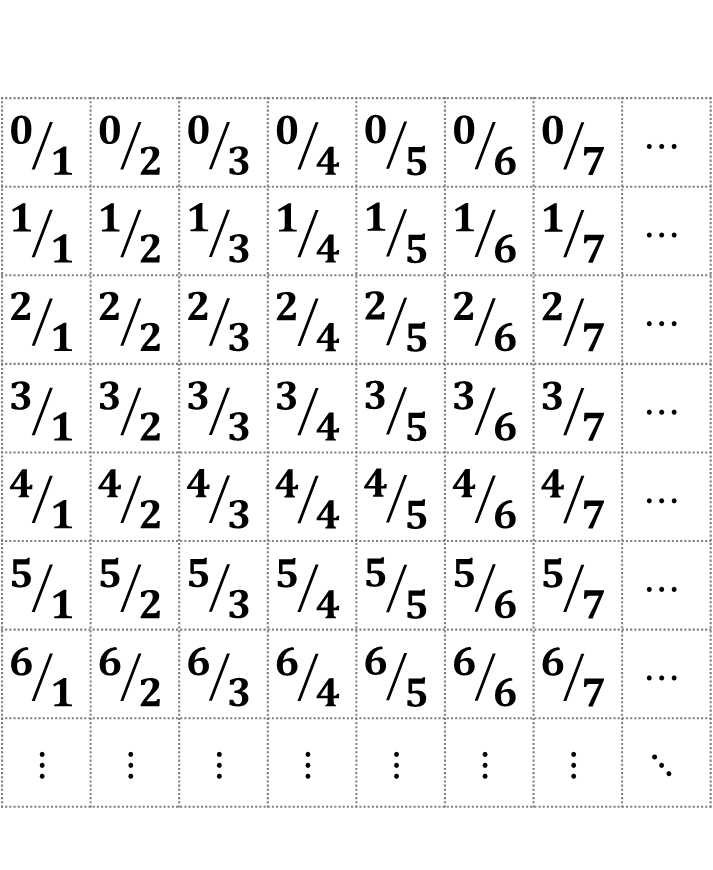 0/1 0/2 0/3 0/4 0/5 0/6 0/7 ⋯
1/1 1/2 1/3 1/4 1/5 1/6 1/7 ⋯
2/1 2/2 2/3 2/4 2/5 2/6 2/7 ⋯
3/1 3/2 3/3 3/4 3/5 3/6 3/7 ⋯
4/1 4/2 4/3 4/4 4/5 4/6 4/7 ⋯
5/1 5/2 5/3 5/4 5/5 5/6 5/7 ⋯
6/1 6/2 6/3 6/4 6/5 6/6 6/7 ⋯
⋮ ⋮ ⋮ ⋮ ⋮ ⋮ ⋮ ⋱